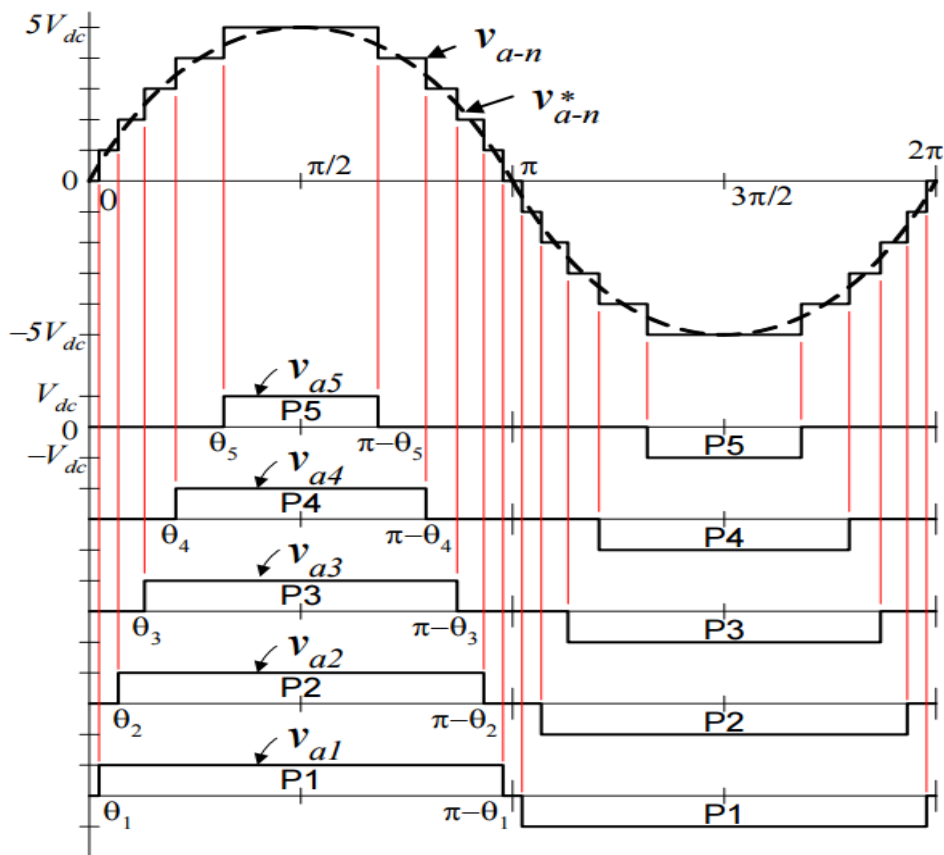 5V_dc
v_a-n
v*_a-n
0
0
π/2
π
3π/2
2π
−5V_dc
V_dc
0
−V_dc
v_a5
P5
θ_5
π−θ_5
P5
v_a4
P4
θ_4
π−θ_4
P4
v_a3
P3
θ_3
π−θ_3
P3
v_a2
P2
θ_2
π−θ_2
P2
v_a1
P1
θ_1
π−θ_1
P1